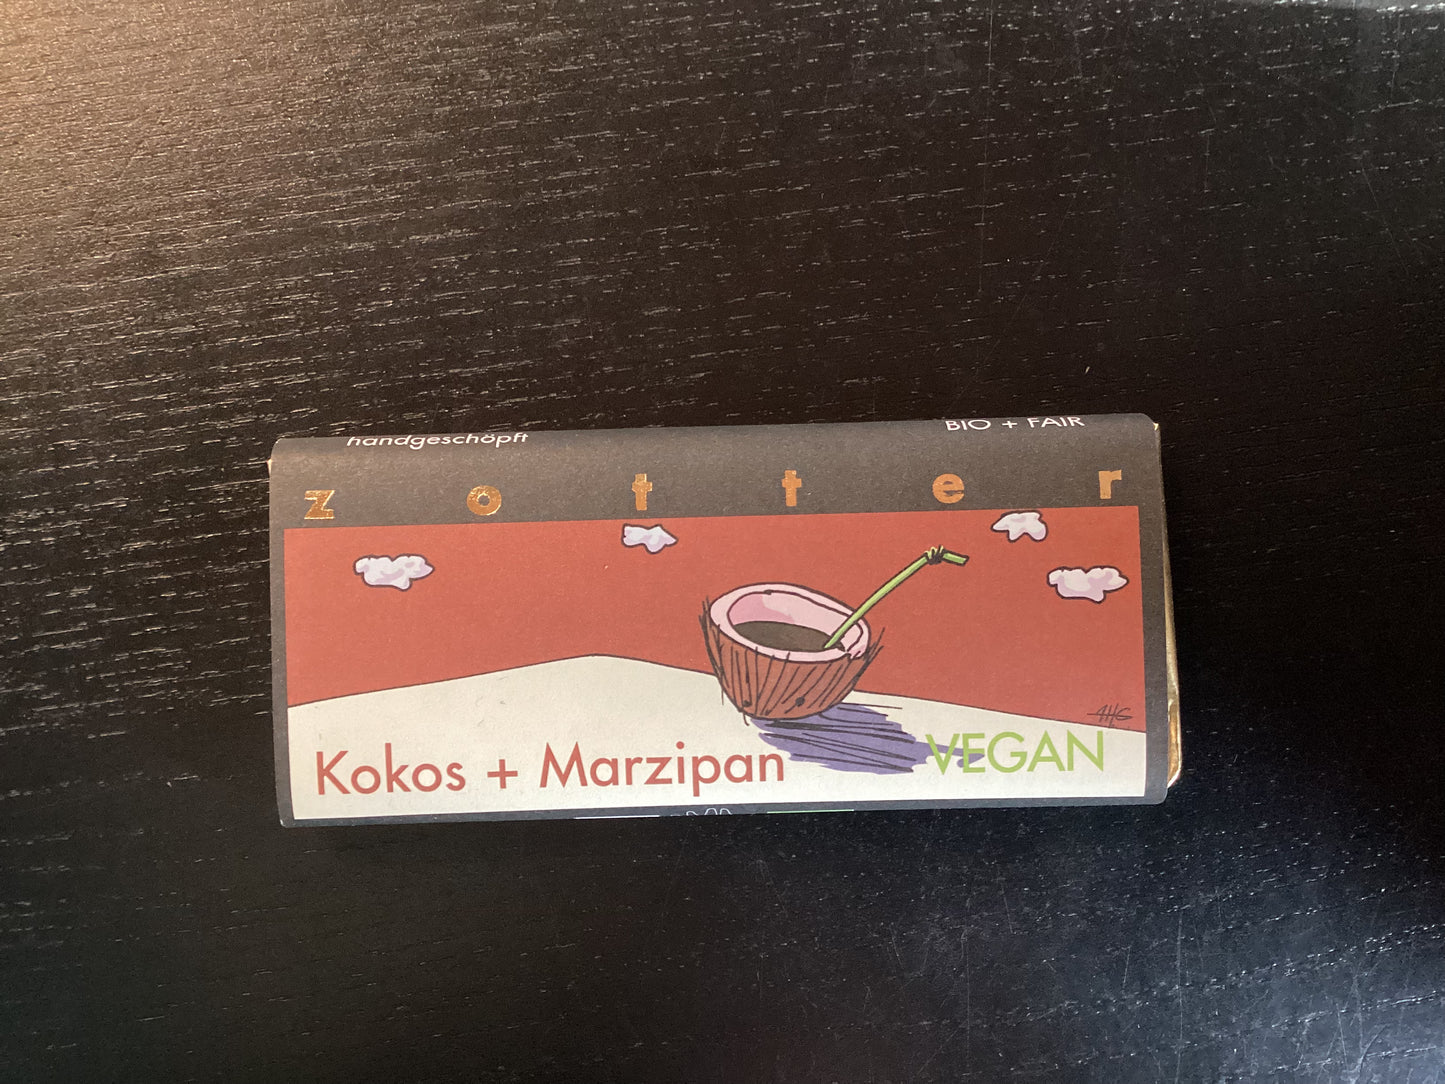 handgeschöpft
BIO + FAIR
zotter
Kokos + Marzipan
VEGAN